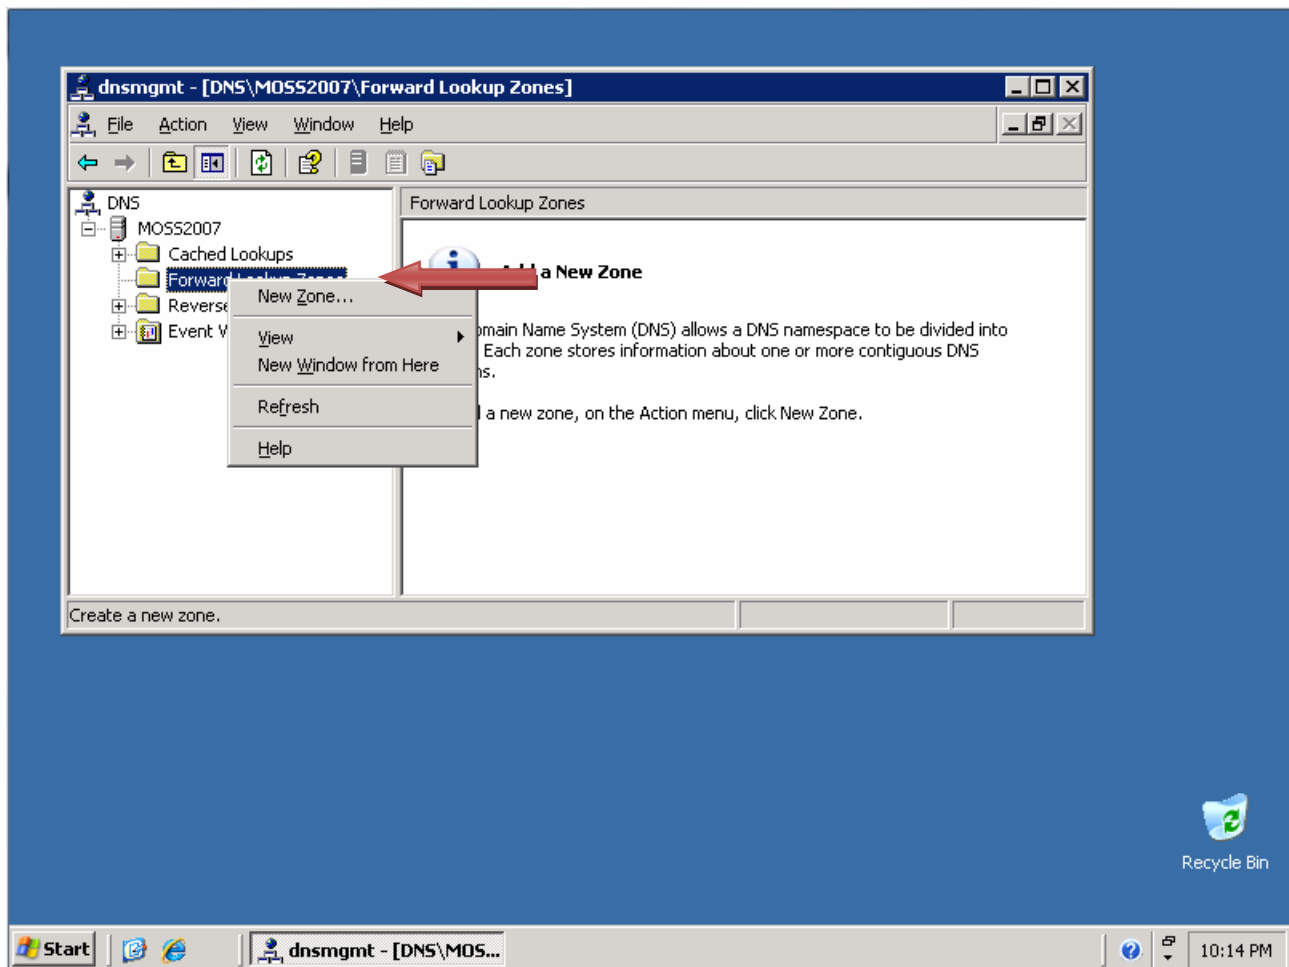 dnsmgmt - [DNS\MOSS2007\Forward Lookup Zones]
File Action View Window Help
DNS
Forward Lookup Zones
MOSS2007
Cached Lookups
Forward
Add a New Zone
New Zone...
Reverse
Event
main Name System (DNS) allows a DNS namespace to be divided into
View
Each zone stores information about one or more contiguous DNS
New Window from Here
Refresh
a new zone, on the Action menu, click New Zone.
Help
Create a new zone.
Recycle Bin
Start
dnsmgmt - [DNS\MOS...
10:14 PM